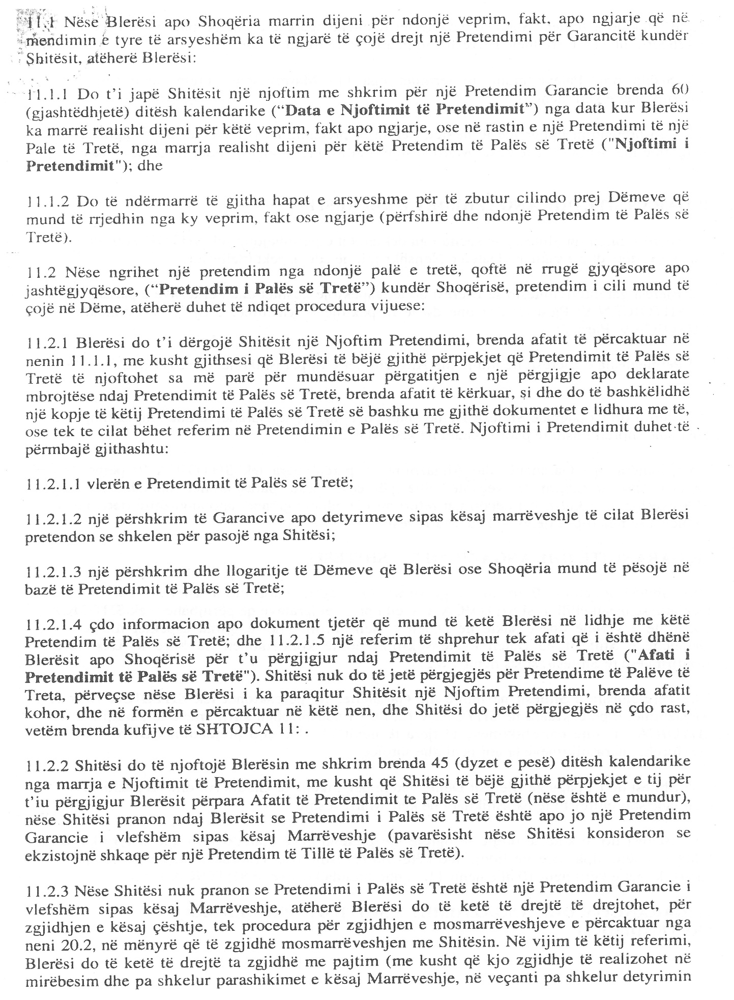 11.1 Nëse Blerësi apo Shoqëria marrin dijeni për ndonjë veprim, fakt, apo ngjarje që në
mendimin e tyre të arsyeshëm ka të ngjarë të çojë drejt një Pretendimi për Garancitë kundër
Shitësit, atëherë Blerësi:
11.1.1 Do t’i japë Shitësit një njoftim me shkrim për një Pretendim Garancie brenda 60
(gjashtëdhjetë) ditësh kalendarike (“Data e Njoftimit të Pretendimit”) nga data kur Blerësi
ka marrë realisht dijeni për këtë veprim, fakt apo ngjarje, ose në rastin e një Pretendimi të një
Pale të Tretë, nga marrja realisht dijeni për këtë Pretendim të Palës së Tretë ("Njoftimi i
Pretendimit"); dhe
11.1.2 Do të ndërmarrë të gjitha hapat e arsyeshme për të zbutur cilindo prej Dëmeve që
mund të rrjedhin nga ky veprim, fakt ose ngjarje (përfshirë dhe ndonjë Pretendim të Palës së
Tretë).
11.2 Nëse ngrihet një pretendim nga ndonjë palë e tretë, qoftë në rrugë gjyqësore apo
jashtëgjyqësore, (“Pretendim i Palës së Tretë”) kundër Shoqërisë, pretendim i cili mund të
çojë në Dëme, atëherë duhet të ndiqet procedura vijuese:
11.2.1 Blerësi do t’i dërgojë Shitësit një Njoftim Pretendimi, brenda afatit të përcaktuar në
nenin 11.1.1, me kusht gjithsesi që Blerësi të bëjë gjithë përpjekjet që Pretendimit të Palës së
Tretë të njoftohet sa më parë për mundësuar përgatitjen e një përgjigje apo deklarate
mbrojtëse ndaj Pretendimit të Palës së Tretë, brenda afatit të kërkuar, si dhe do të bashkëlidhë
një kopje të këtij Pretendimi të Palës së Tretë së bashku me gjithë dokumentet e lidhura me të,
ose tek te cilat bëhet referim në Pretendimin e Palës së Tretë. Njoftimi i Pretendimit duhet të
përmbajë gjithashtu:
11.2.1.1 vlerën e Pretendimit të Palës së Tretë;
11.2.1.2 një përshkrim të Garancive apo detyrimeve sipas kësaj marrëveshje të cilat Blerësi
pretendon se shkelen për pasojë nga Shitësi;
11.2.1.3 një përshkrim dhe llogaritje të Dëmeve që Blerësi ose Shoqëria mund të pësojë në
bazë të Pretendimit të Palës së Tretë;
11.2.1.4 çdo informacion apo dokument tjetër që mund të ketë Blerësi në lidhje me këtë
Pretendim të Palës së Tretë; dhe 11.2.1.5 një referim të shprehur tek afati që i është dhënë
Blerësit apo Shoqërisë për t’u përgjigjur ndaj Pretendimit të Palës së Tretë ("Afati i
Pretendimit të Palës së Tretë"). Shitësi nuk do të jetë përgjegjës për Pretendime të Palëve të
Treta, përveçse nëse Blerësi i ka paraqitur Shitësit një Njoftim Pretendimi, brenda afatit
kohor, dhe në formën e përcaktuar në këtë nen, dhe Shitësi do jetë përgjegjës në çdo rast,
vetëm brenda kufijve të SHTOJCA 11: .
11.2.2 Shitësi do të njoftojë Blerësin me shkrim brenda 45 (dyzet e pesë) ditësh kalendarike
nga marrja e Njoftimit të Pretendimit, me kusht që Shitësi të bëjë gjithë përpjekjet e tij për
t’iu përgjigjur Blerësit përpara Afatit të Pretendimit te Palës së Tretë (nëse është e mundur),
nëse Shitësi pranon ndaj Blerësit se Pretendimi i Palës së Tretë është apo jo një Pretendim
Garancie i vlefshëm sipas kësaj Marrëveshje (pavarësisht nëse Shitësi konsideron se
ekzistojnë shkaqe për një Pretendim të Tillë të Palës së Tretë).
11.2.3 Nëse Shitësi nuk pranon se Pretendimi i Palës së Tretë është një Pretendim Garancie i
vlefshëm sipas kësaj Marrëveshje, atëherë Blerësi do të ketë të drejtë të drejtohet, për
zgjidhjen e kësaj çështje, tek procedura për zgjidhjen e mosmarrëveshjeve e përcaktuar nga
neni 20.2, në mënyrë që të zgjidhë mosmarrëveshjen me Shitësin. Në vijim të këtij referimi,
Blerësi do të ketë të drejtë ta zgjidhë me pajtim (me kusht që kjo zgjidhje të realizohet në
mirëbesim dhe pa shkelur parashikimet e kësaj Marrëveshje, në veçanti pa shkelur detyrimin